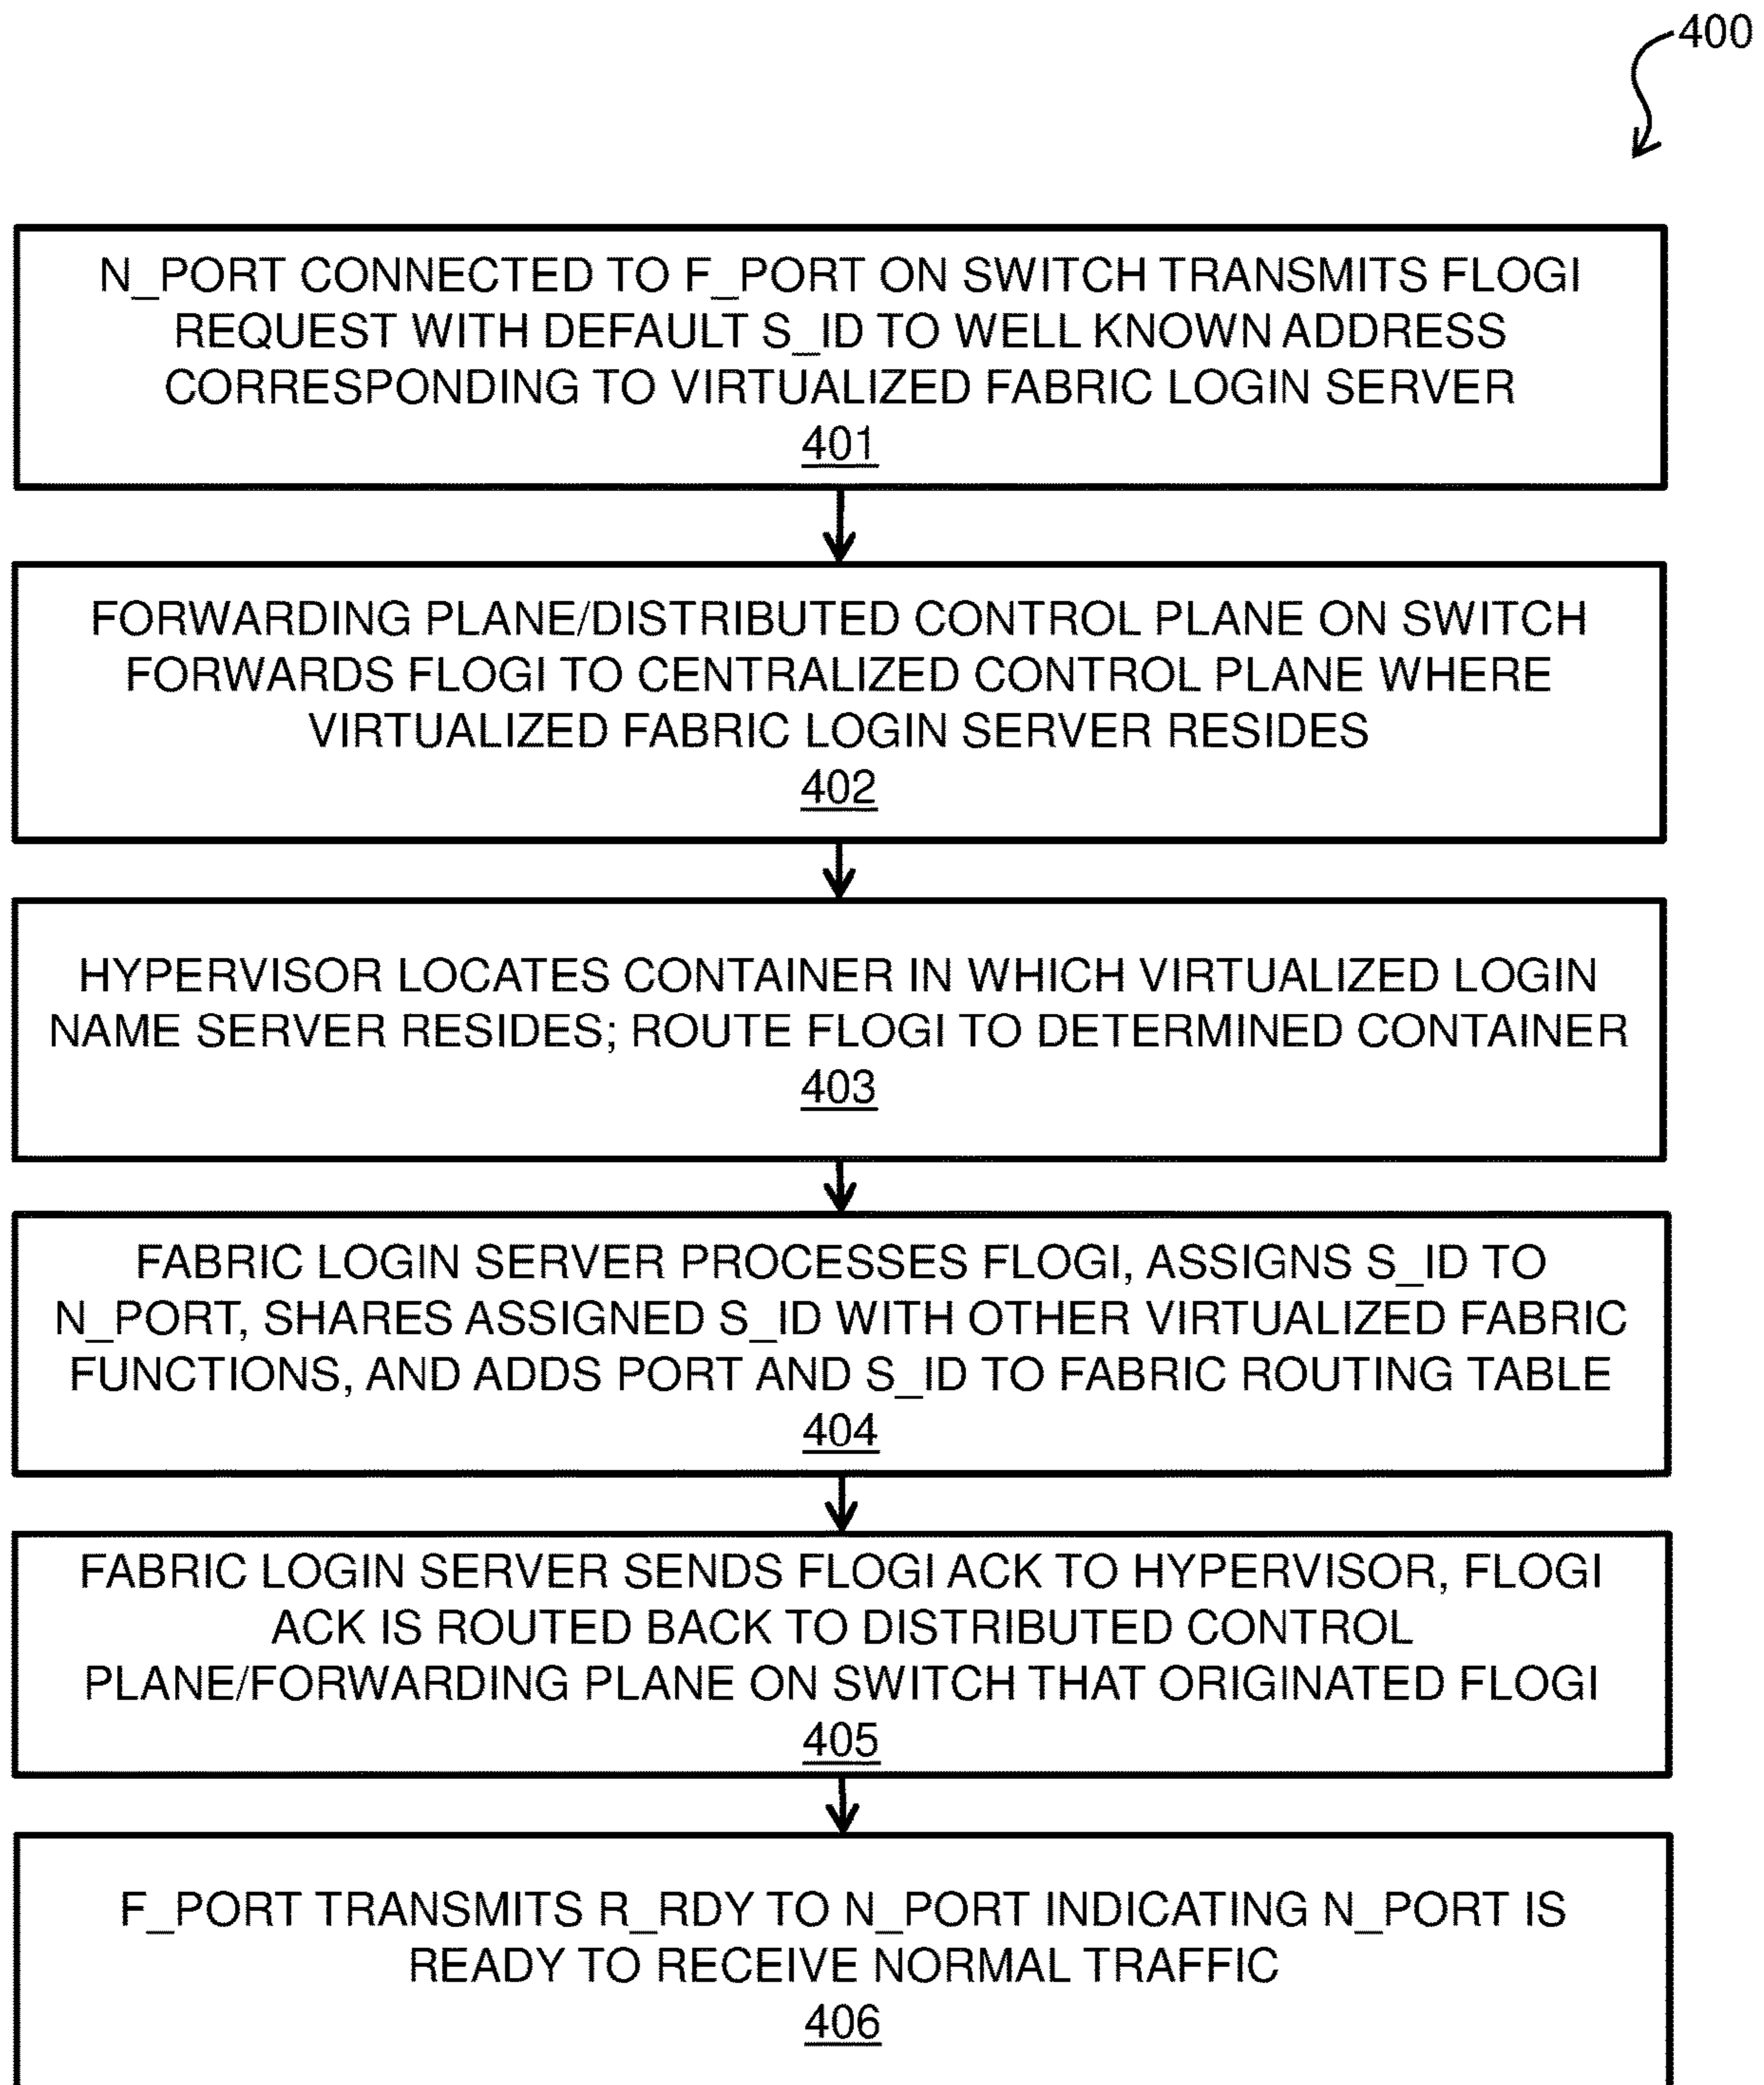 400
N_PORT CONNECTED TO F_PORT ON SWITCH TRANSMITS FLOGI
REQUEST WITH DEFAULT S_ID TO WELL KNOWN ADDRESS
CORRESPONDING TO VIRTUALIZED FABRIC LOGIN SERVER
401
FORWARDING PLANE/DISTRIBUTED CONTROL PLANE ON SWITCH
FORWARDS FLOGI TO CENTRALIZED CONTROL PLANE WHERE
VIRTUALIZED FABRIC LOGIN SERVER RESIDES
402
HYPERVISOR LOCATES CONTAINER IN WHICH VIRTUALIZED LOGIN
NAME SERVER RESIDES; ROUTE FLOGI TO DETERMINED CONTAINER
403
FABRIC LOGIN SERVER PROCESSES FLOGI, ASSIGNS S_ID TO
N_PORT, SHARES ASSIGNED S_ID WITH OTHER VIRTUALIZED FABRIC
FUNCTIONS, AND ADDS PORT AND S_ID TO FABRIC ROUTING TABLE
404
FABRIC LOGIN SERVER SENDS FLOGI ACK TO HYPERVISOR, FLOGI
ACK IS ROUTED BACK TO DISTRIBUTED CONTROL
PLANE/FORWARDING PLANE ON SWITCH THAT ORIGINATED FLOGI
405
F_PORT TRANSMITS R_RDY TO N_PORT INDICATING N_PORT IS
READY TO RECEIVE NORMAL TRAFFIC
406